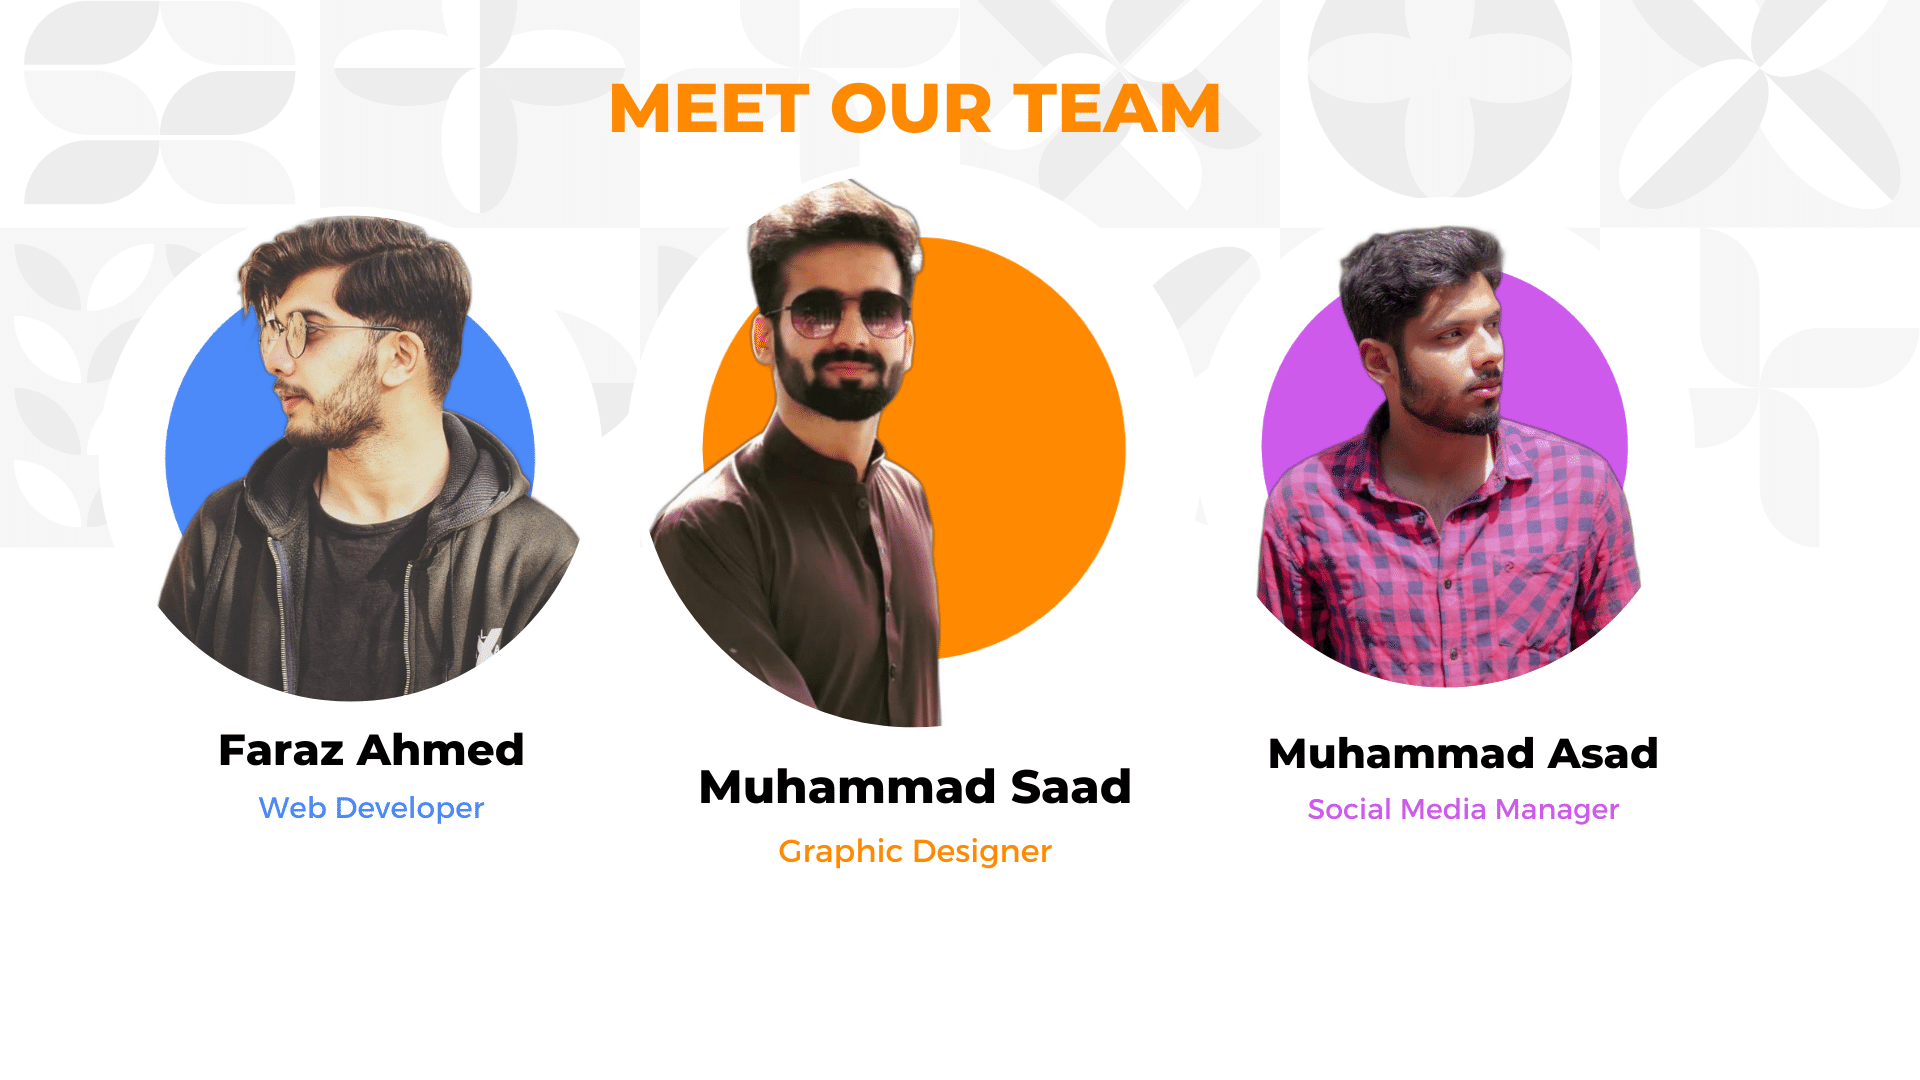 MEET OUR TEAM
Faraz Ahmed
Web Developer
Muhammad Saad
Graphic Designer
Muhammad Asad
Social Media Manager